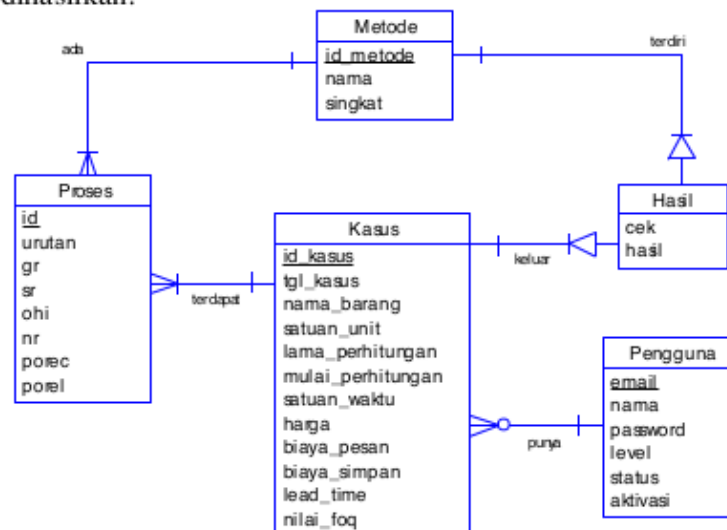 dihasilkan.
Metode
id_metode
nama
singkat
ada
terdiri
Proses
id
urutan
gr
sr
ohi
nr
porec
porel
terdapat
Kasus
id_kasus
tgl_kasus
nama_barang
satuan_unit
lama_perhitungan
mulai_perhitungan
satuan_waktu
harga
biaya_pesan
biaya_simpan
lead_time
nilai_foq
keluar
Hasil
cek
hasil
punya
Pengguna
email
nama
password
level
status
aktivasi